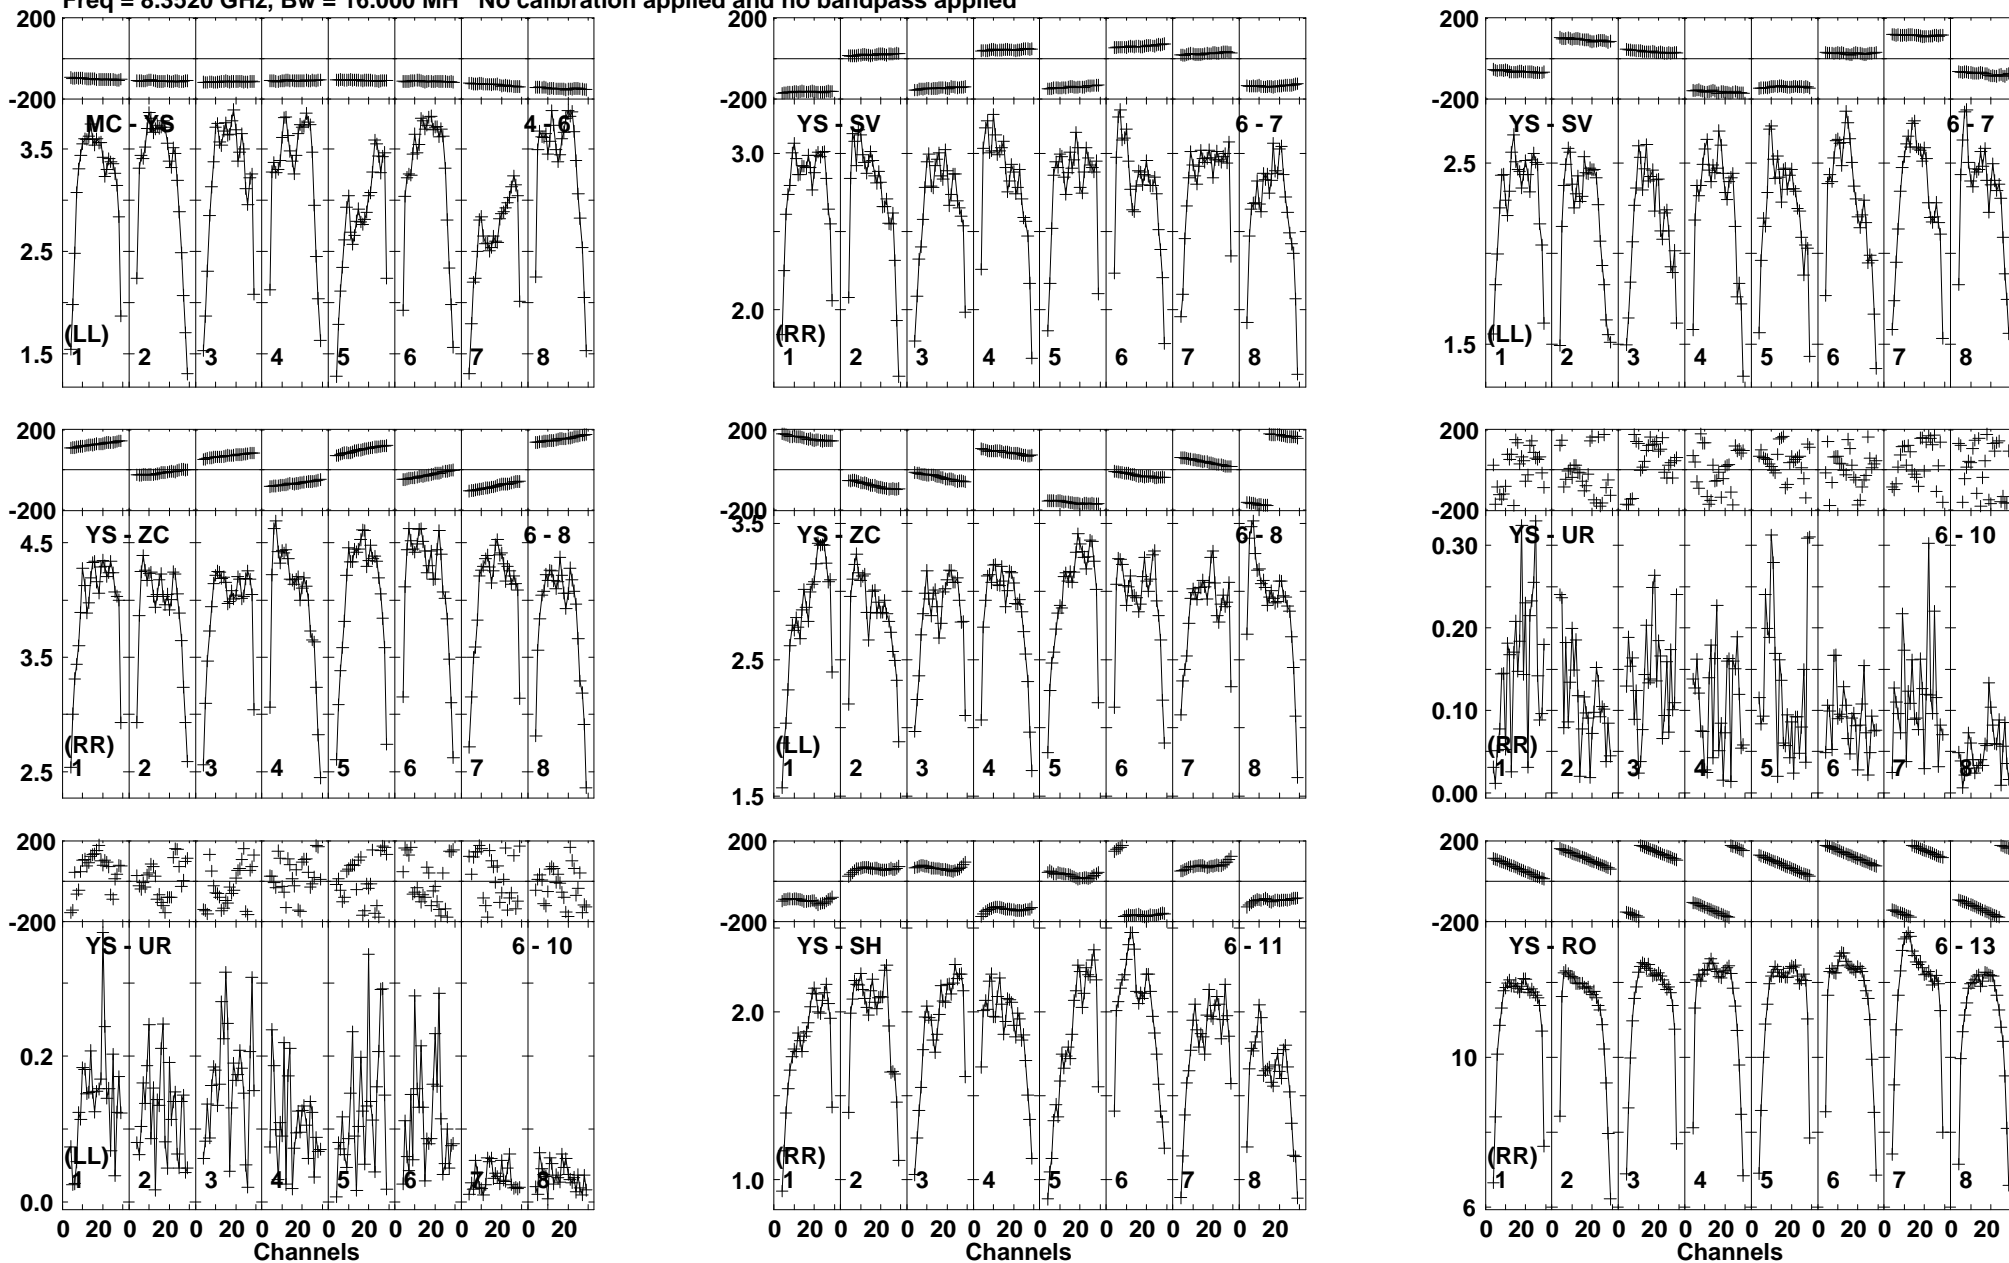 Freq = 8.3520 GHz, Bw = 16.000 MH No calibration applied and no bandpass applied
200 200 200
-200 -200 -200
MC - YS 4 - 6 YS - SV 6 - 7 YS - SV 6 - 7
3.5 3.0 2.5
2.5 2.0
(LL) (RR) (LL)
1.5 1 2 3 4 5 6 7 8 1 2 3 4 5 6 7 8 1.5 1 2 3 4 5 6 7 8
200 200 200
-200 -200 -200
YS - ZC 6 - 8 YS - ZC 6 - 8 YS - UR 6 - 10
4.5 3.5 0.30
3.5 2.5 0.20
0.10
(RR) (LL) (RR)
1 2 3 4 5 6 7 8 1 2 3 4 5 6 7 8 1 2 3 4 5 6 7 8
2.5 1.5 0.00
200 200 200
-200 -200 -200
YS - UR 6 - 10 YS - SH 6 - 11 YS - RO 6 - 13
0.2 2.0 10
(LL) (RR) (RR)
1 2 3 4 5 6 7 8 1 2 3 4 5 6 7 8 1 2 3 4 5 6 7 8
0.0 1.0 6
0 20 0 20 0 20 0 20 0 20 0 20 0 20 0 20 0 20 0 20 0 20 0 20 0 20 0 20 0 20 0 20 0 20 0 20 0 20 0 20 0 20 0 20 0 20 0 20
Channels Channels Channels